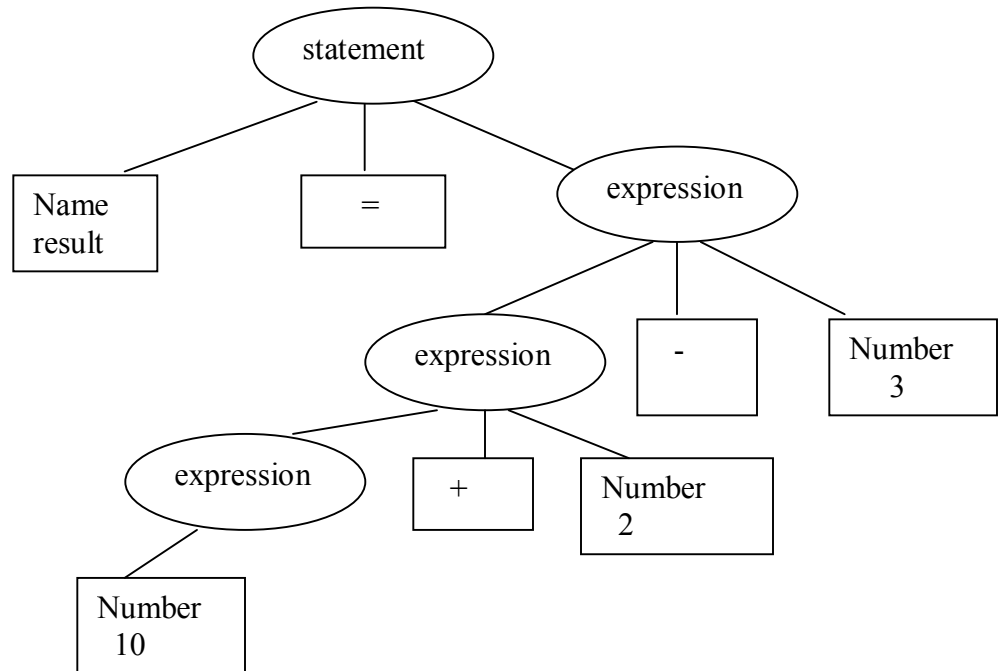 statement
Name
result
=
expression
expression
-
Number
3
expression
+
Number
2
Number
10